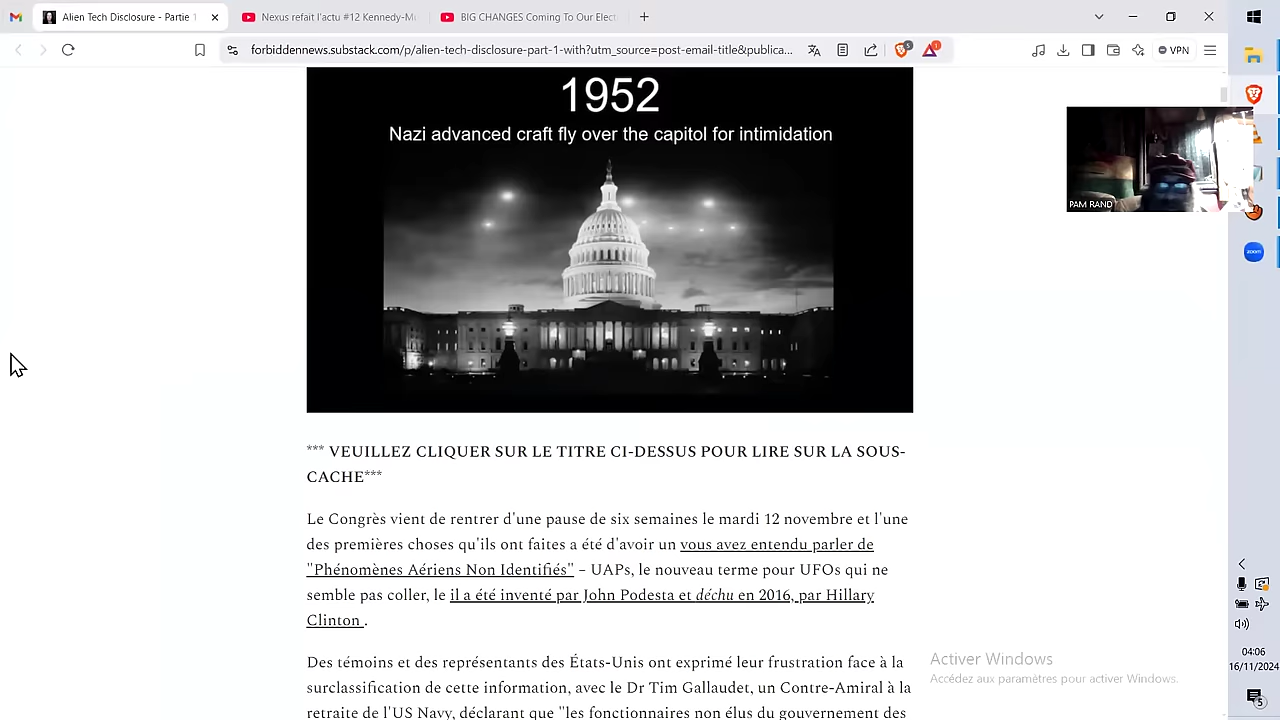 Alien Tech Disclosure - Partie 1
Nexus refait l'actu #12 Kennedy-Mu
BIG CHANGES Coming To Our Elect
forbiddennews.substack.com/p/alien-tech-disclosure-part-1-with?utm_source=post-email-title&publica...
5
1
VPN
1952
Nazi advanced craft fly over the capitol for intimidation
PAM RAND
zoom
*** VEUILLEZ CLIQUER SUR LE TITRE CI-DESSUS POUR LIRE SUR LA SOUS-
CACHE***
Le Congrès vient de rentrer d'une pause de six semaines le mardi 12 novembre et l'une
des premières choses qu'ils ont faites a été d'avoir un vous avez entendu parler de
"Phénomènes Aériens Non Identifiés" – UAPs, le nouveau terme pour UFOs qui ne
semble pas coller, le il a été inventé par John Podesta et déchu en 2016, par Hillary
Clinton .
Des témoins et des représentants des États-Unis ont exprimé leur frustration face à la
surclassification de cette information, avec le Dr Tim Gallaudet, un Contre-Amiral à la
retraite de l'US Navy, déclarant que "les fonctionnaires non élus du gouvernement des
Activer Windows
Accédez aux paramètres pour activer Windows.
04:06
16/11/2024
5